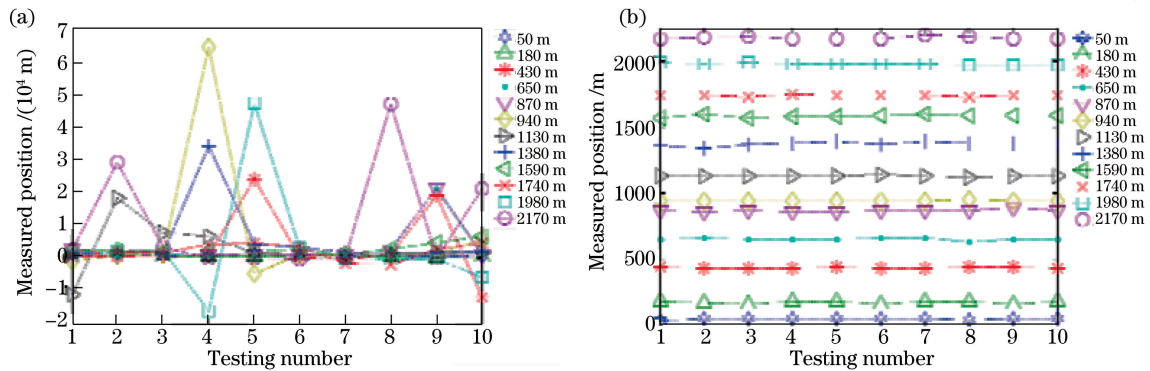 (a)
Measured position /(10⁴ m)
7
6
5
4
3
2
1
0
−1
−2
1 2 3 4 5 6 7 8 9 10
Testing number
50 m
180 m
430 m
650 m
870 m
940 m
1130 m
1380 m
1590 m
1740 m
1980 m
2170 m
(b)
Measured position /m
2000
1500
1000
500
0
1 2 3 4 5 6 7 8 9 10
Testing number
50 m
180 m
430 m
650 m
870 m
940 m
1130 m
1380 m
1590 m
1740 m
1980 m
2170 m